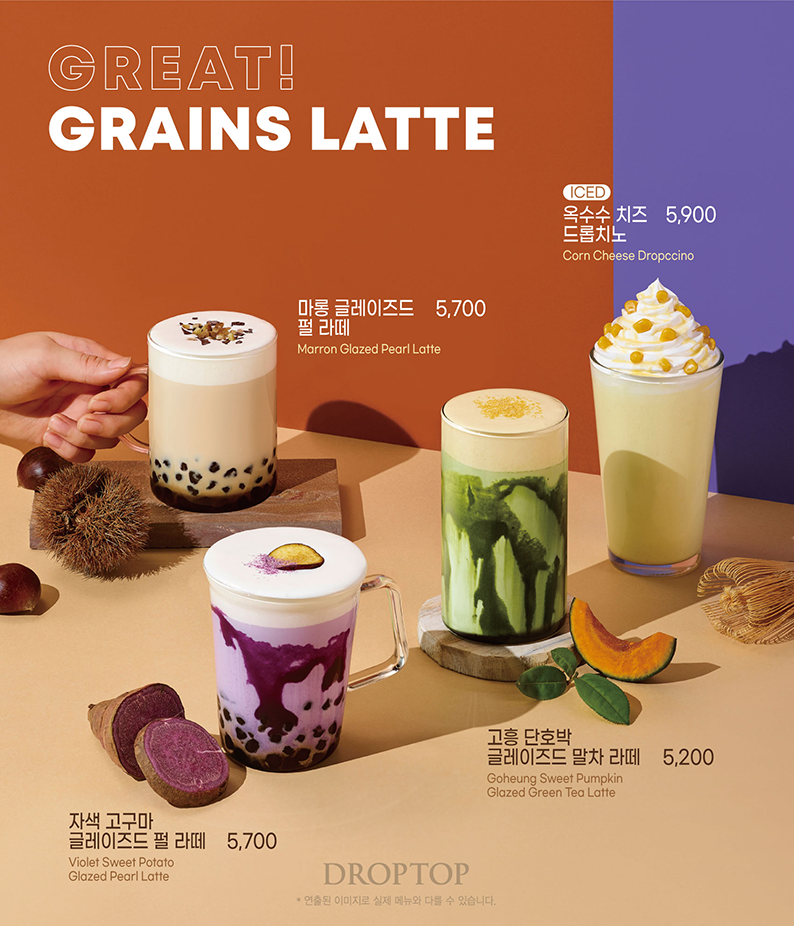 GREAT!
GRAINS LATTE
ICED
옥수수 치즈 5,900
드롭치노
Corn Cheese Dropccino
마롱 글레이즈드 5,700
펄 라떼
Marron Glazed Pearl Latte
고흥 단호박
글레이즈드 말차 라떼 5,200
Goheung Sweet Pumpkin
Glazed Green Tea Latte
자색 고구마
글레이즈드 펄 라떼 5,700
Violet Sweet Potato
Glazed Pearl Latte
DROPTOP
* 연출된 이미지로 실제 메뉴와 다를 수 있습니다.